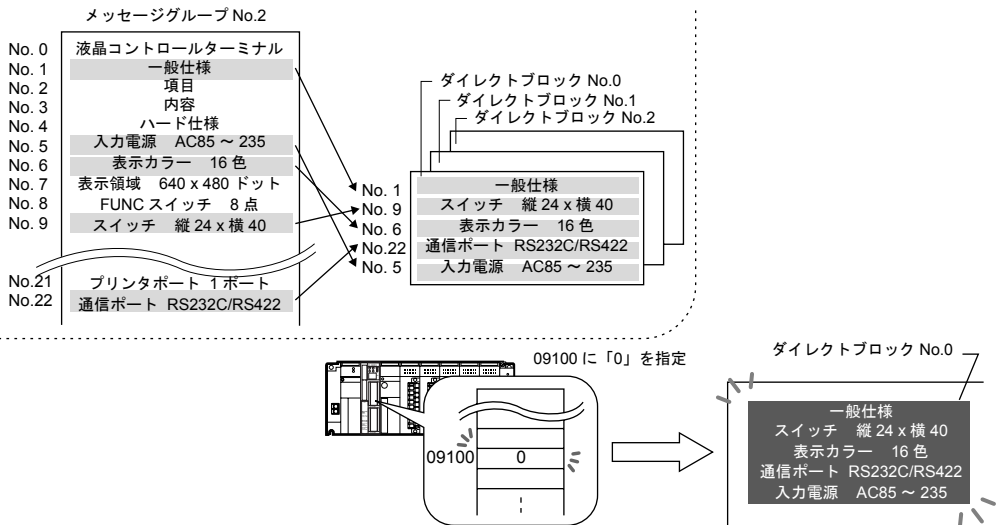 メッセージグループ No.2
No. 0 液晶コントロールターミナル
No. 1 一般仕様
No. 2 項目
No. 3 内容
No. 4 ハード仕様
No. 5 入力電源 AC85 ~ 235
No. 6 表示カラー 16 色
No. 7 表示領域 640 x 480 ドット
No. 8 FUNC スイッチ 8 点
No. 9 スイッチ 縦 24 x 横 40
No.21 プリンタポート 1 ポート
No.22 通信ポート RS232C/RS422
ダイレクトブロック No.0
ダイレクトブロック No.1
ダイレクトブロック No.2
No. 1 一般仕様
No. 9 スイッチ 縦 24 x 横 40
No. 6 表示カラー 16 色
No.22 通信ポート RS232C/RS422
No. 5 入力電源 AC85 ~ 235
09100 に「0」を指定
09100 0
ダイレクトブロック No.0
一般仕様
スイッチ 縦 24 x 横 40
表示カラー 16 色
通信ポート RS232C/RS422
入力電源 AC85 ~ 235